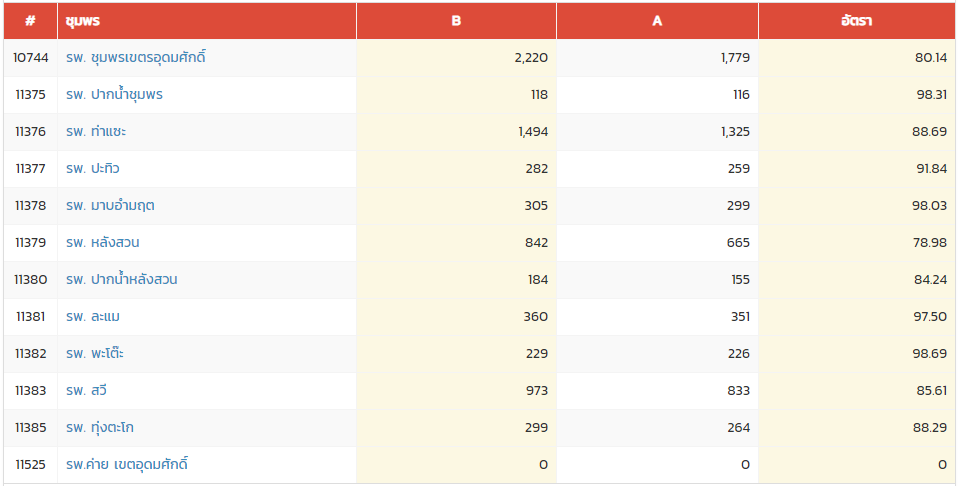 # ชุมพร B A อัตรา
10744 รพ. ชุมพรเขตรอุดมศักดิ์ 2,220 1,779 80.14
11375 รพ. ปากน้ำชุมพร 118 116 98.31
11376 รพ. ท่าแซะ 1,494 1,325 88.69
11377 รพ. ปะทิว 282 259 91.84
11378 รพ. มาบอำมฤต 305 299 98.03
11379 รพ. หลังสวน 842 665 78.98
11380 รพ. ปากน้ำหลังสวน 184 155 84.24
11381 รพ. ละแม 360 351 97.50
11382 รพ. พะโต๊ะ 229 226 98.69
11383 รพ. สวี 973 833 85.61
11385 รพ. ทุ่งตะโก 299 264 88.29
11525 รพ.ค่าย เขตอุดมศักดิ์ 0 0 0